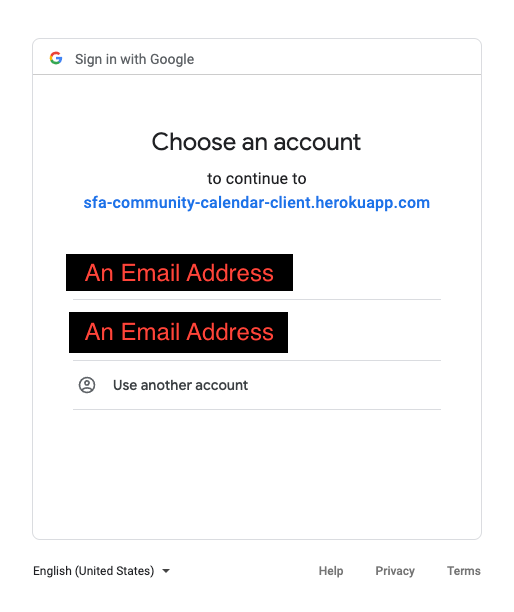 Sign in with Google
Choose an account
to continue to
sfa-community-calendar-client.herokuapp.com
An Email Address
An Email Address
Use another account
English (United States)
Help Privacy Terms